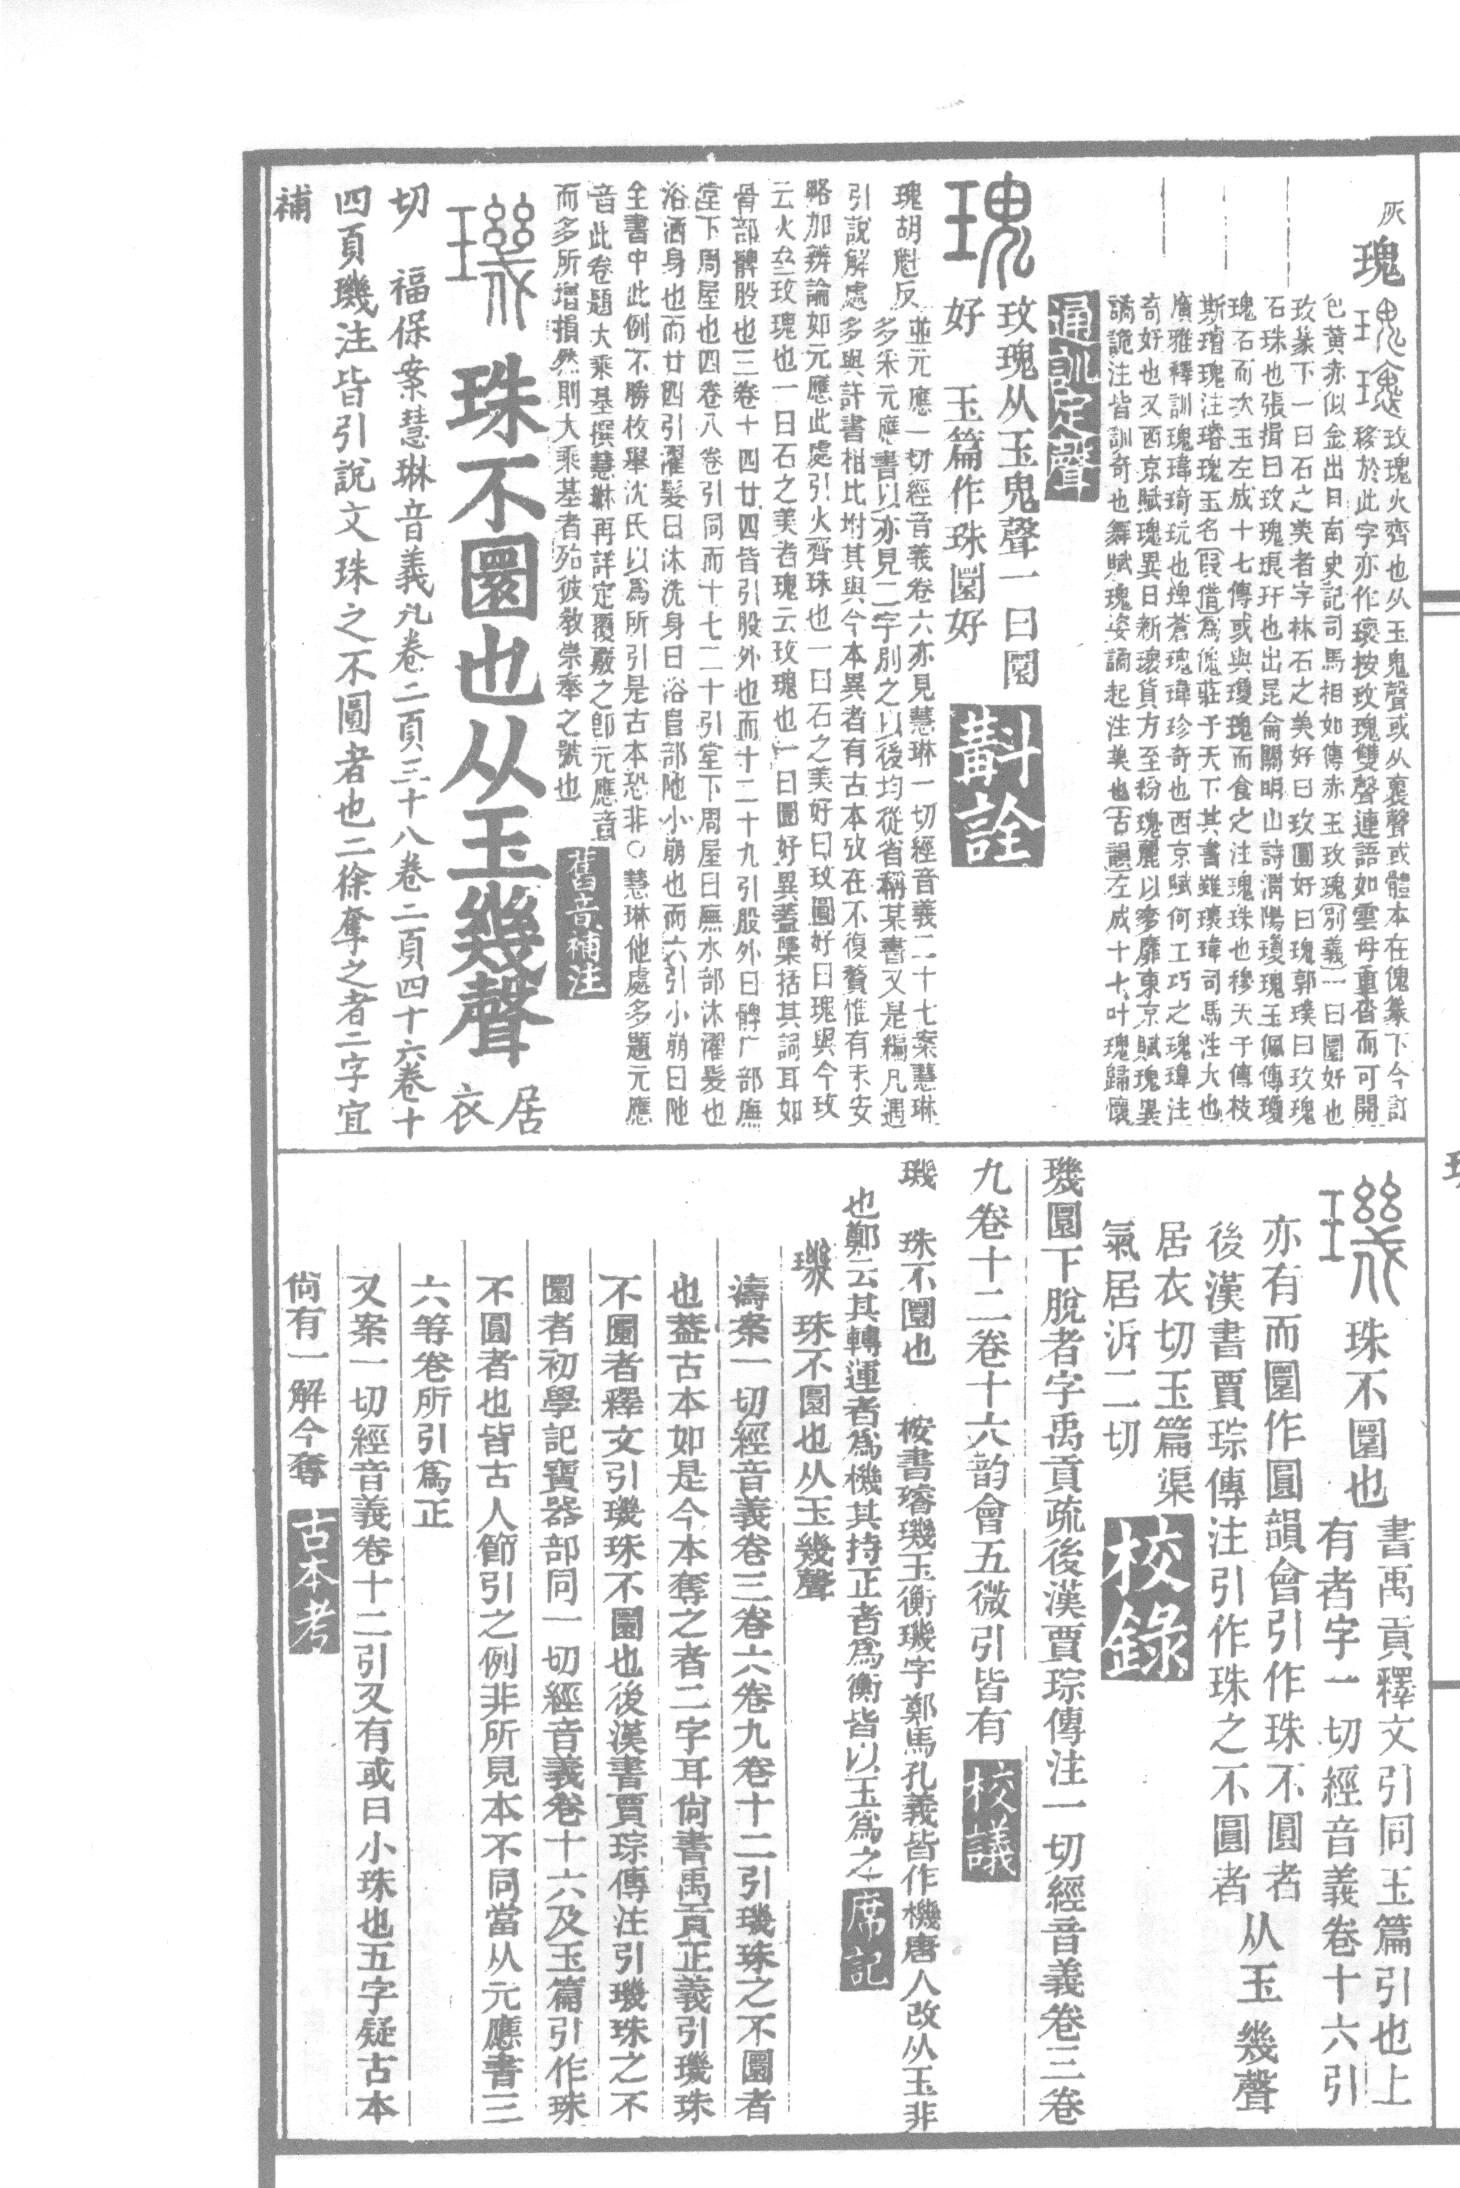 灰
瑰
玫瑰火齊也从玉鬼聲或从褢聲或體本在傀篆下今訂
移於此字亦作瓌按玫瑰雙聲連語如雲母重沓而可開
色黃赤似金出日南史記司馬相如傳赤玉玫瑰別義一曰圜好也
玫篆下一曰石之美者字林石之美好曰玫圜好曰瑰郭璞曰玫瑰
石珠也張揖曰玫瑰琅玕也出昆侖關明山詩渭陽瓊瑰玉佩傳瓊
瑰石而次玉左成十七傳或與瓊瑰而食之注瑰珠也穆天子傳枝
斯璿瑰注璿瑰玉名叚借爲傀莊子天下其書雖瓌瑋司馬注大也
廣雅釋訓瑰瑋琦玩也埤蒼瑰瑋珍奇也西京賦何工巧之瑰瑋注
奇好也又西京賦瑰異日新瓌貨方至紛瑰麗以奓靡東京賦瑰異
譎詭注皆訓奇也舞賦瑰姿譎起注美也古韻左成十七叶瑰歸懷
通訓定聲
玫瑰从玉鬼聲一曰圜
好　玉篇作珠圜好
斠詮
瑰胡魁反
並元應一切經音義卷六亦見慧琳一切經音義二十七案慧琳
多采元應書以亦見二字別之以後均從省稱某書又是編凡遇
引說解處多與許書相比坿其與今本異者有古本攷在不復贅惟有未安
略加辨論如元應此處引火齊珠也一曰石之美好曰玫圜好曰瑰與今玫
云火齊玫瑰也一曰石之美者瑰云玫瑰也一曰圜好異蓋檃括其詞耳如
骨部髀股也三卷十四廿四皆引股外也而十二十九引股外曰髀广部廡
堂下周屋也四卷八卷引同而十七二十引堂下周屋曰廡水部沐濯髮也
浴洒身也而廿四引濯髮曰沐洗身曰浴𨸏部阤小崩也而六引小崩曰阤
全書中此例不勝枚舉沈氏以爲所引是古本恐非○慧琳他處多題元應
音此卷題大乘基撰慧琳再詳定覆覈之卽元應音
而多所增損然則大乘基者殆彼敎崇奉之號也
舊音補注
璣
珠不圜也从玉幾聲
居
衣
切　福保案慧琳音義九卷二頁三十八卷二頁四十六卷十
四頁璣注皆引說文珠之不圓者也二徐奪之者二字宜
補
璣
珠不圜也
書禹貢釋文引同玉篇引也上
有者字一切經音義卷十六引
亦有而圜作圓韻會引作珠不圓者
後漢書賈琮傳注引作珠之不圓者
从玉幾聲
居衣切玉篇渠
氣居沂二切
校錄
璣圜下脫者字禹貢疏後漢賈琮傳注一切經音義卷三卷
九卷十二卷十六韵會五微引皆有
校議
璣　珠不圜也　桉書璿璣玉衡璣字鄭馬孔義皆作機唐人改从玉非
也鄭云其轉運者爲機其持正者爲衡皆以玉爲之
席記
璣　珠不圜也从玉幾聲
濤案一切經音義卷三卷六卷九卷十二引璣珠之不圜者
也蓋古本如是今本奪之者二字耳尙書禹貢正義引璣珠
不圜者釋文引璣珠不圜也後漢書賈琮傳注引璣珠之不
圜者初學記寶器部同一切經音義卷十六及玉篇引作珠
不圓者也皆古人節引之例非所見本不同當从元應書三
六等卷所引爲正
又案一切經音義卷十二引又有或曰小珠也五字疑古本
尙有一解今奪
古本考